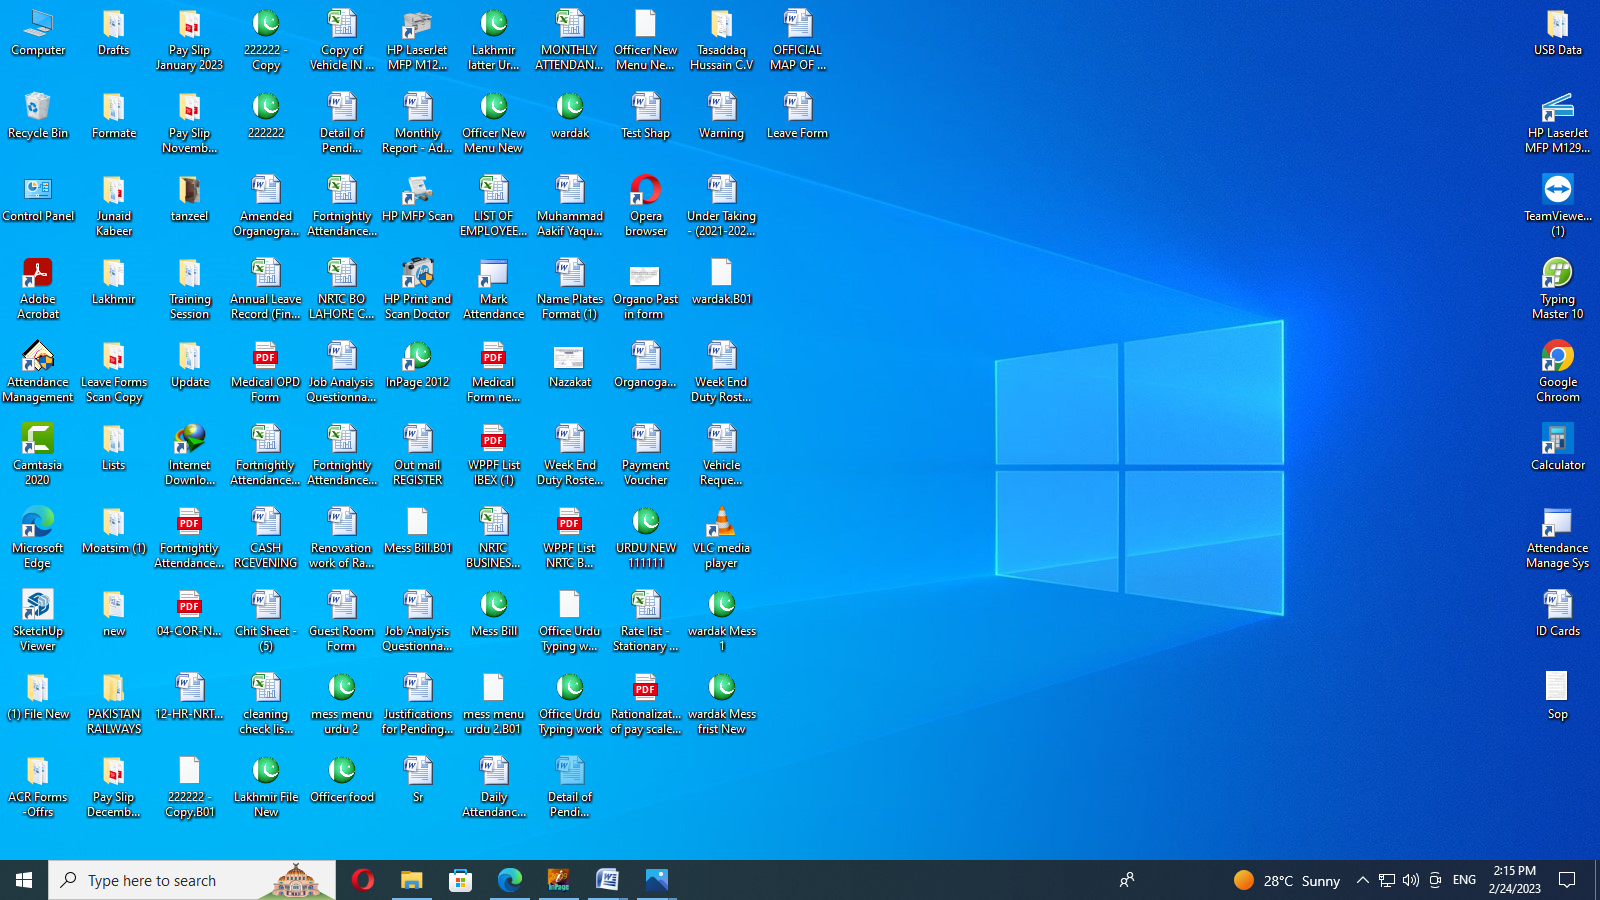 Computer
Drafts
Pay Slip
January 2023
222222 -
Copy
Copy of
Vehicle IN ...
HP LaserJet
MFP M12...
Lakhmir
latter Ur...
MONTHLY
ATTENDAN...
Officer New
Menu Ne...
Tasaddaq
Hussain C.V
OFFICIAL
MAP OF ...
USB Data
Recycle Bin
Formate
Pay Slip
Novemb...
222222
Detail of
Pendi...
Monthly
Report - Ad...
Officer New
Menu New
wardak
Test Shap
Warning
Leave Form
HP LaserJet
MFP M129...
Control Panel
Junaid
Kabeer
tanzeel
Amended
Organogra...
Fortnightly
Attendance...
HP MFP Scan
LIST OF
EMPLOYEE...
Muhammad
Aakif Yaqu...
Opera
browser
Under Taking
- (2021-202...
TeamViewe...
(1)
Adobe
Acrobat
Lakhmir
Training
Session
Annual Leave
Record (Fin...
NRTC BO
LAHORE C...
HP Print and
Scan Doctor
Mark
Attendance
Name Plates
Format (1)
Organo Past
in form
wardak.B01
Typing
Master 10
Attendance
Management
Leave Forms
Scan Copy
Update
PDF
Medical OPD
Form
Job Analysis
Questionna...
InPage 2012
PDF
Medical
Form ne...
Nazakat
Organoga...
Week End
Duty Rost...
Google
Chroom
Camtasia
2020
Lists
Internet
Downlo...
Fortnightly
Attendance...
Fortnightly
Attendance...
Out mail
REGISTER
PDF
WPPF List
IBEX (1)
Week End
Duty Roste...
Payment
Voucher
Vehicle
Reque...
Calculator
Microsoft
Edge
Moatsim (1)
PDF
Fortnightly
Attendance...
CASH
RCEVENING
Renovation
work of Ra...
Mess Bill.B01
NRTC
BUSINES...
PDF
WPPF List
NRTC B...
URDU NEW
111111
VLC media
player
Attendance
Manage Sys
SketchUp
Viewer
new
PDF
04-COR-N...
Chit Sheet -
(5)
Guest Room
Form
Job Analysis
Questionna...
Mess Bill
Office Urdu
Typing w...
Rate list -
Stationary ...
wardak Mess
1
ID Cards
(1) File New
PAKISTAN
RAILWAYS
12-HR-NRT...
cleaning
check lis...
mess menu
urdu 2
Justifications
for Pending...
mess menu
urdu 2.B01
Office Urdu
Typing work
PDF
Rationalizat...
of pay scale...
wardak Mess
frist New
Sop
ACR Forms
-Offrs
Pay Slip
Decemb...
222222 -
Copy.B01
Lakhmir File
New
Officer food
Sr
Daily
Attendanc...
Detail of
Pendi...
Type here to search
InPage
28°C Sunny
ENG
2:15 PM
2/24/2023